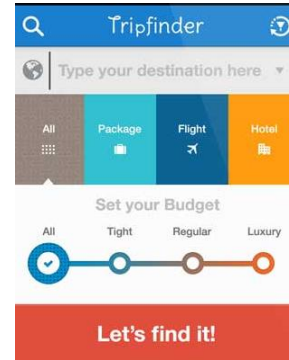 Tripfinder
Type your destination here
All Package Flight Hotel
Set your Budget
All Tight Regular Luxury
Let's find it!